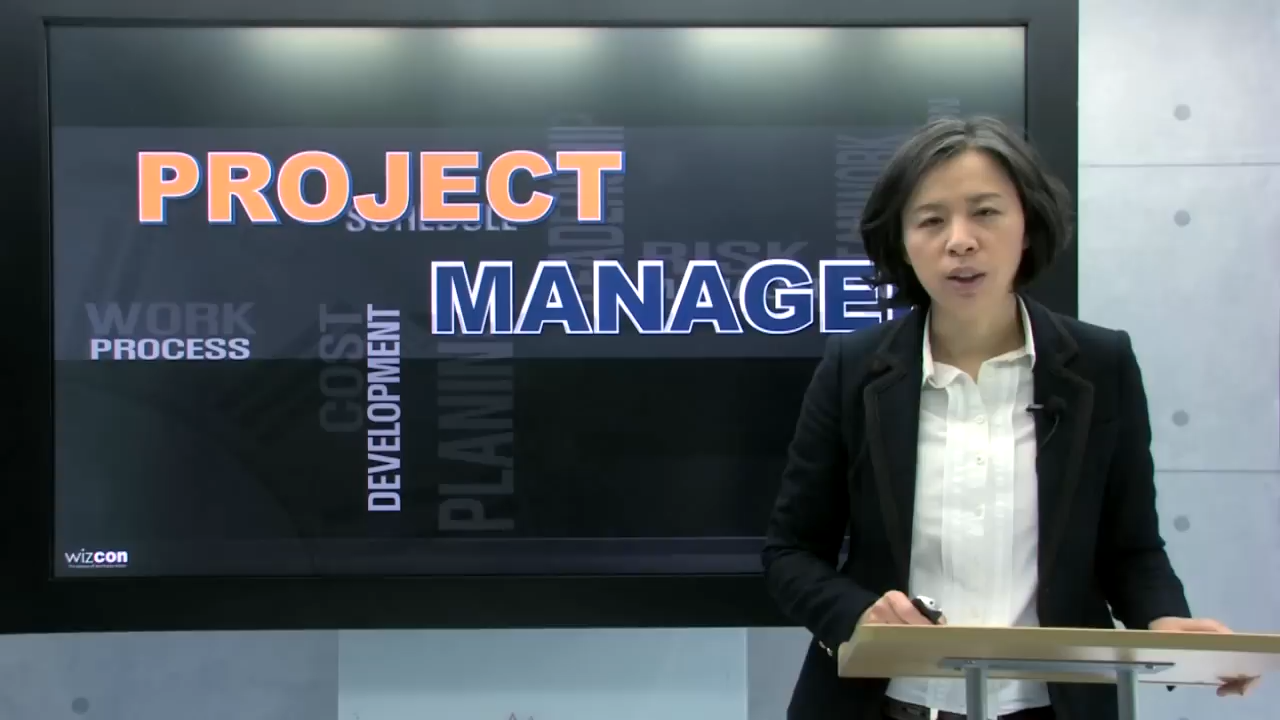 PROJECT
SCHEDULE
MANAGE
RISK
WORK
PROCESS
COST
DEVELOPMENT
PLANNIN
wizcon